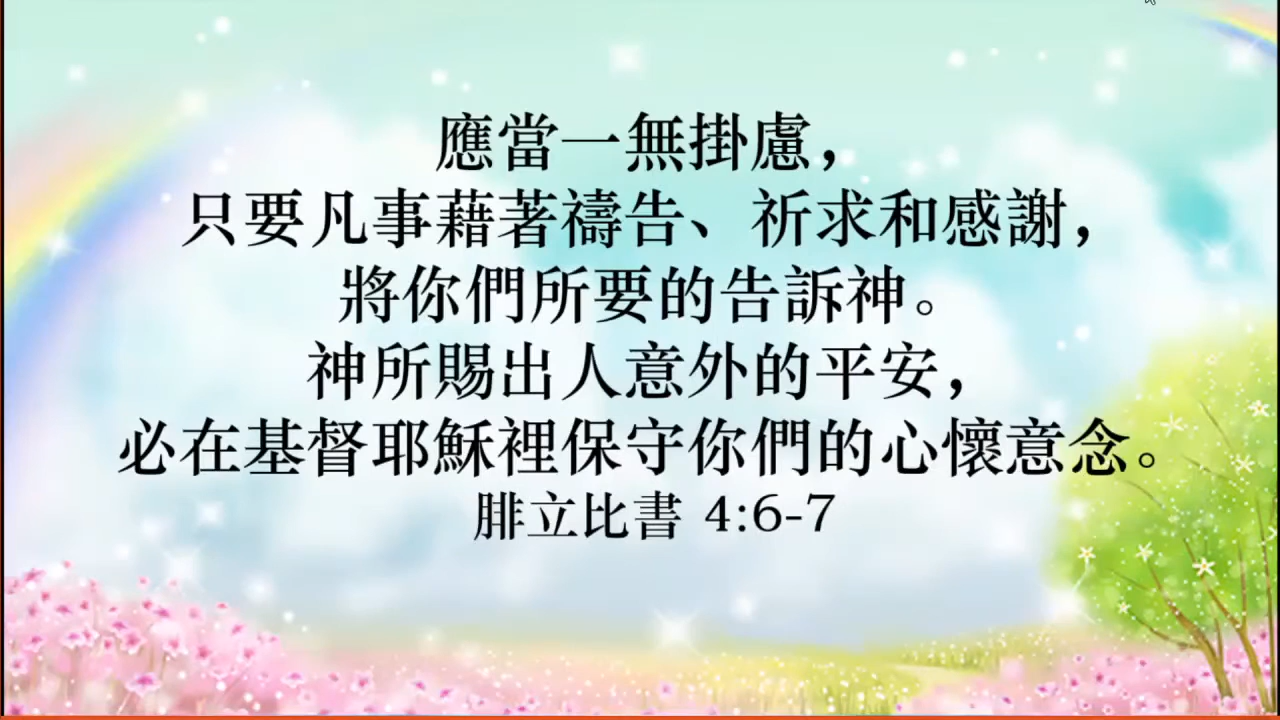 應當一無掛慮，
只要凡事藉著禱告、祈求和感謝，
將你們所要的告訴神。
神所賜出人意外的平安，
必在基督耶穌裡保守你們的心懷意念。
腓立比書 4:6-7